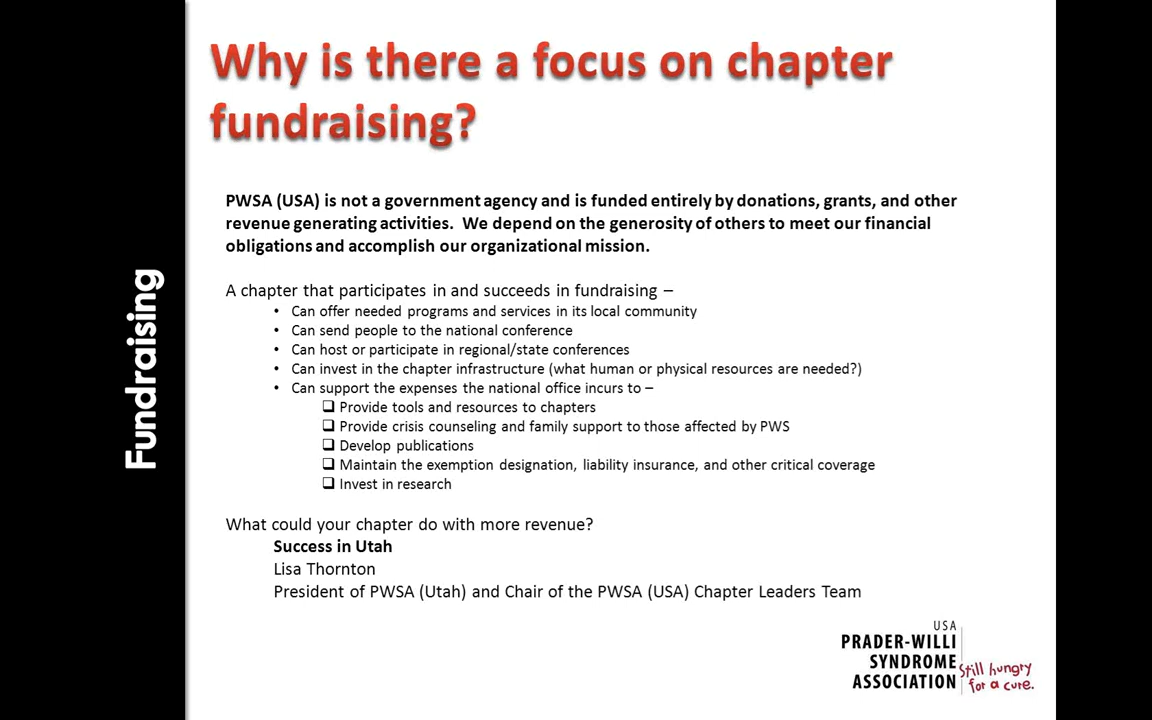 Why is there a focus on chapter
fundraising?
Fundraising
PWSA (USA) is not a government agency and is funded entirely by donations, grants, and other
revenue generating activities.  We depend on the generosity of others to meet our financial
obligations and accomplish our organizational mission.
A chapter that participates in and succeeds in fundraising –
• Can offer needed programs and services in its local community
• Can send people to the national conference
• Can host or participate in regional/state conferences
• Can invest in the chapter infrastructure (what human or physical resources are needed?)
• Can support the expenses the national office incurs to –
❑ Provide tools and resources to chapters
❑ Provide crisis counseling and family support to those affected by PWS
❑ Develop publications
❑ Maintain the exemption designation, liability insurance, and other critical coverage
❑ Invest in research
What could your chapter do with more revenue?
Success in Utah
Lisa Thornton
President of PWSA (Utah) and Chair of the PWSA (USA) Chapter Leaders Team
USA
PRADER-WILLI
SYNDROME
ASSOCIATION
Still hungry
for a cure.